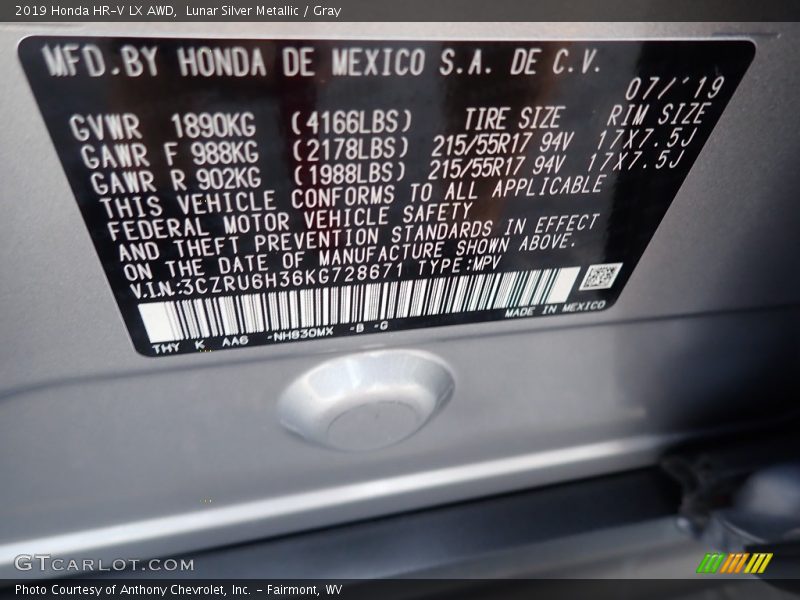 2019 Honda HR-V LX AWD,  Lunar Silver Metallic / Gray
MFD. BY HONDA DE MEXICO S.A. DE C.V.
07/'19
GVWR 1890KG (4166LBS) TIRE SIZE RIM SIZE
GAWR F 988KG (2178LBS) 215/55R17 94V 17X7.5J
GAWR R 902KG (1988LBS) 215/55R17 94V 17X7.5J
THIS VEHICLE CONFORMS TO ALL APPLICABLE
FEDERAL MOTOR VEHICLE SAFETY
AND THEFT PREVENTION STANDARDS IN EFFECT
ON THE DATE OF MANUFACTURE SHOWN ABOVE.
V.I.N.:3CZRU6H36KG728671 TYPE:MPV
MADE IN MEXICO
THY K AA6 -NH830MX -B -G
GTCARLOT.COM
Photo Courtesy of Anthony Chevrolet, Inc. - Fairmont, WV